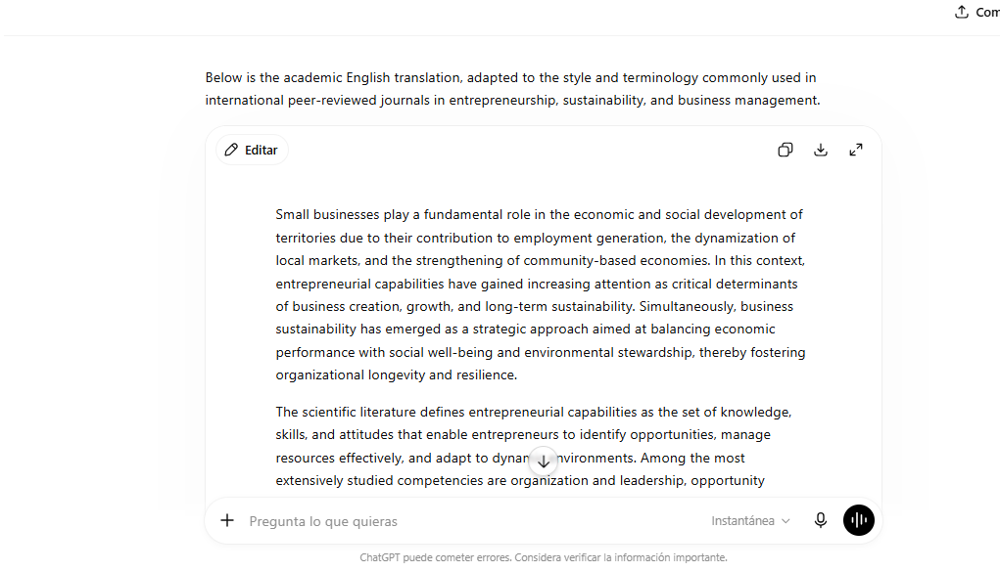 Com
Below is the academic English translation, adapted to the style and terminology commonly used in
international peer-reviewed journals in entrepreneurship, sustainability, and business management.
Editar
Small businesses play a fundamental role in the economic and social development of
territories due to their contribution to employment generation, the dynamization of
local markets, and the strengthening of community-based economies. In this context,
entrepreneurial capabilities have gained increasing attention as critical determinants
of business creation, growth, and long-term sustainability. Simultaneously, business
sustainability has emerged as a strategic approach aimed at balancing economic
performance with social well-being and environmental stewardship, thereby fostering
organizational longevity and resilience.
The scientific literature defines entrepreneurial capabilities as the set of knowledge,
skills, and attitudes that enable entrepreneurs to identify opportunities, manage
resources effectively, and adapt to dynam nvironments. Among the most
extensively studied competencies are organization and leadership, opportunity
Pregunta lo que quieras
Instantánea
ChatGPT puede cometer errores. Considera verificar la información importante.